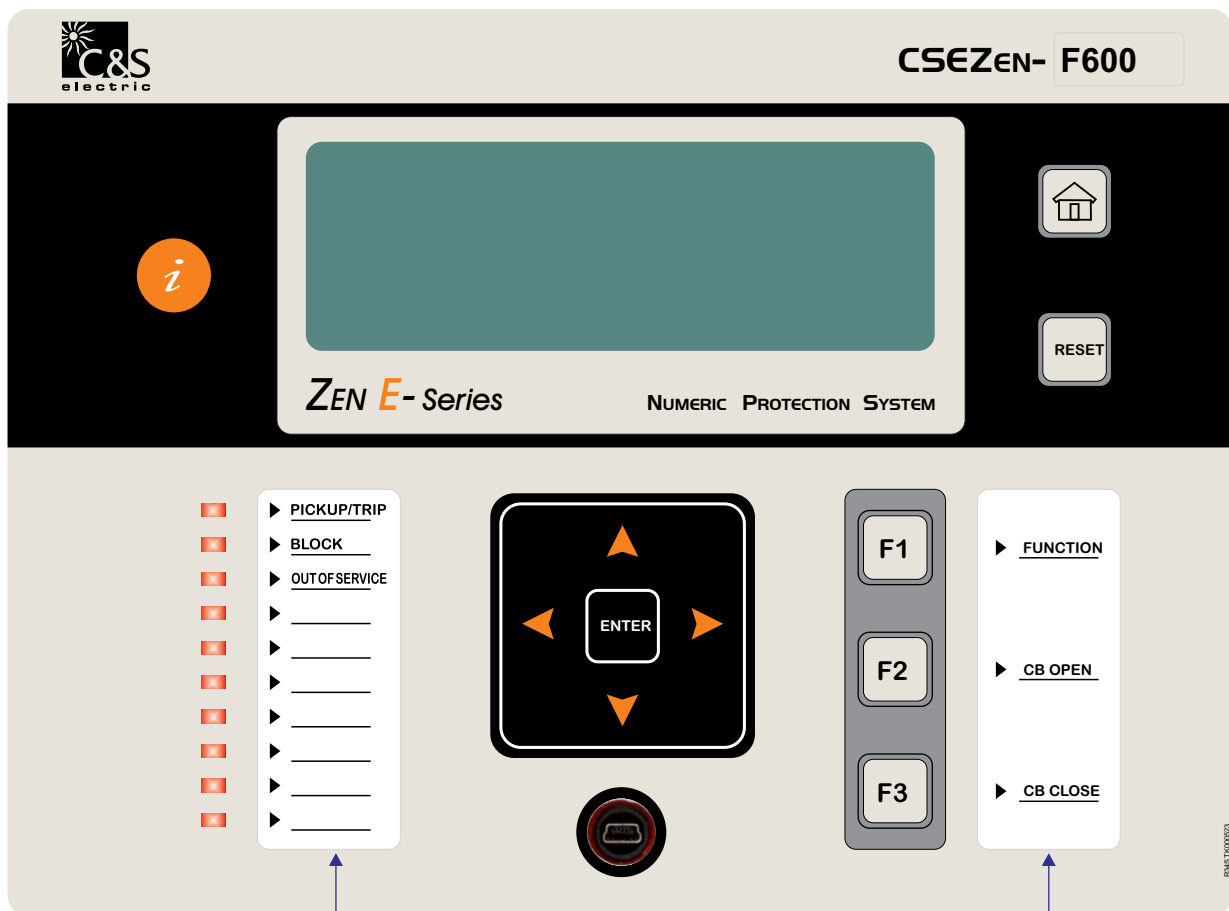 C&S
electric
CSEZEN- F600
i
RESET
ZEN E- Series
NUMERIC PROTECTION SYSTEM
PICKUP/TRIP
BLOCK
OUT OF SERVICE
ENTER
F1
F2
F3
FUNCTION
CB OPEN
CB CLOSE